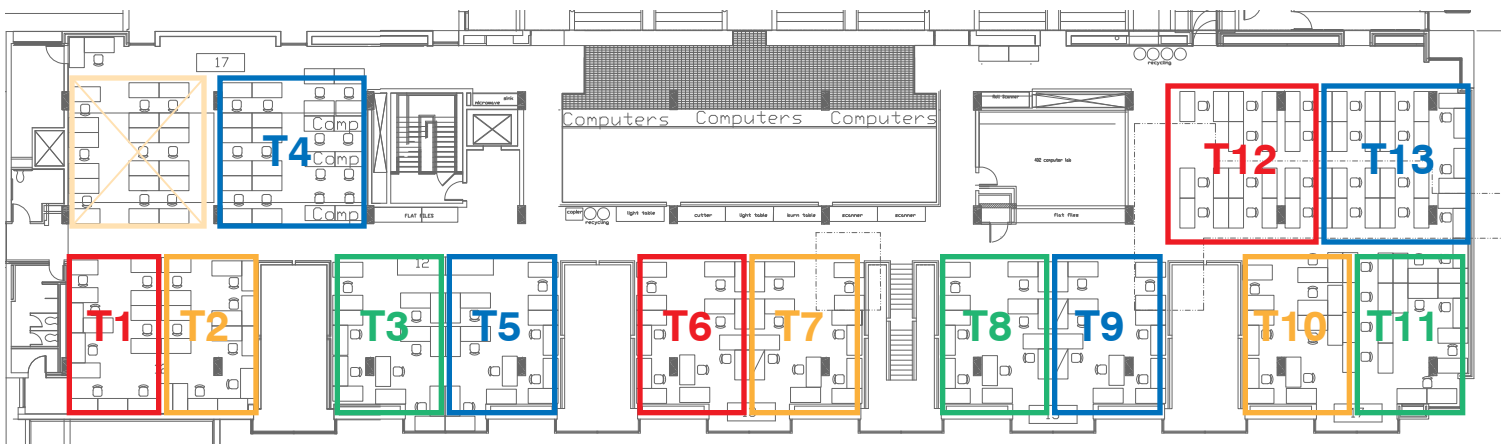 17
recycling
microwave
sink
Computers Computers Computers
Comp
T4
Comp
Comp
402 computer lab
T12
T13
FLAT FILES
copier
recycling
light table
cutter
light table
burn table
scanner
scanner
flat files
12
T1
T2
T3
T5
T6
T7
T8
T9
T10
T11